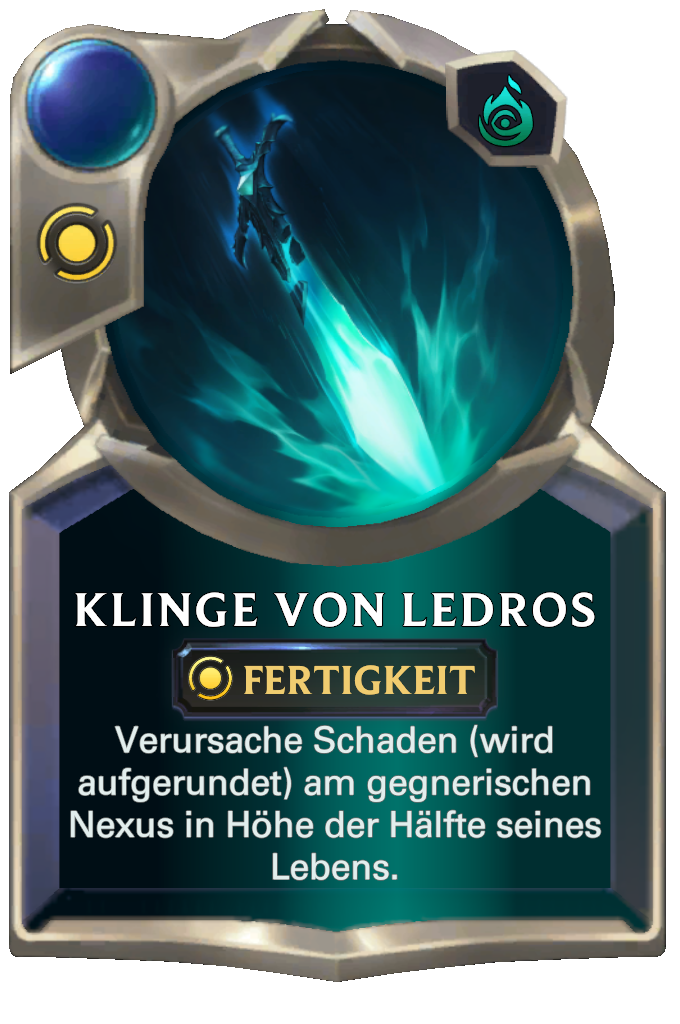 KLINGE VON LEDROS
FERTIGKEIT
Verursache Schaden (wird
aufgerundet) am gegnerischen
Nexus in Höhe der Hälfte seines
Lebens.